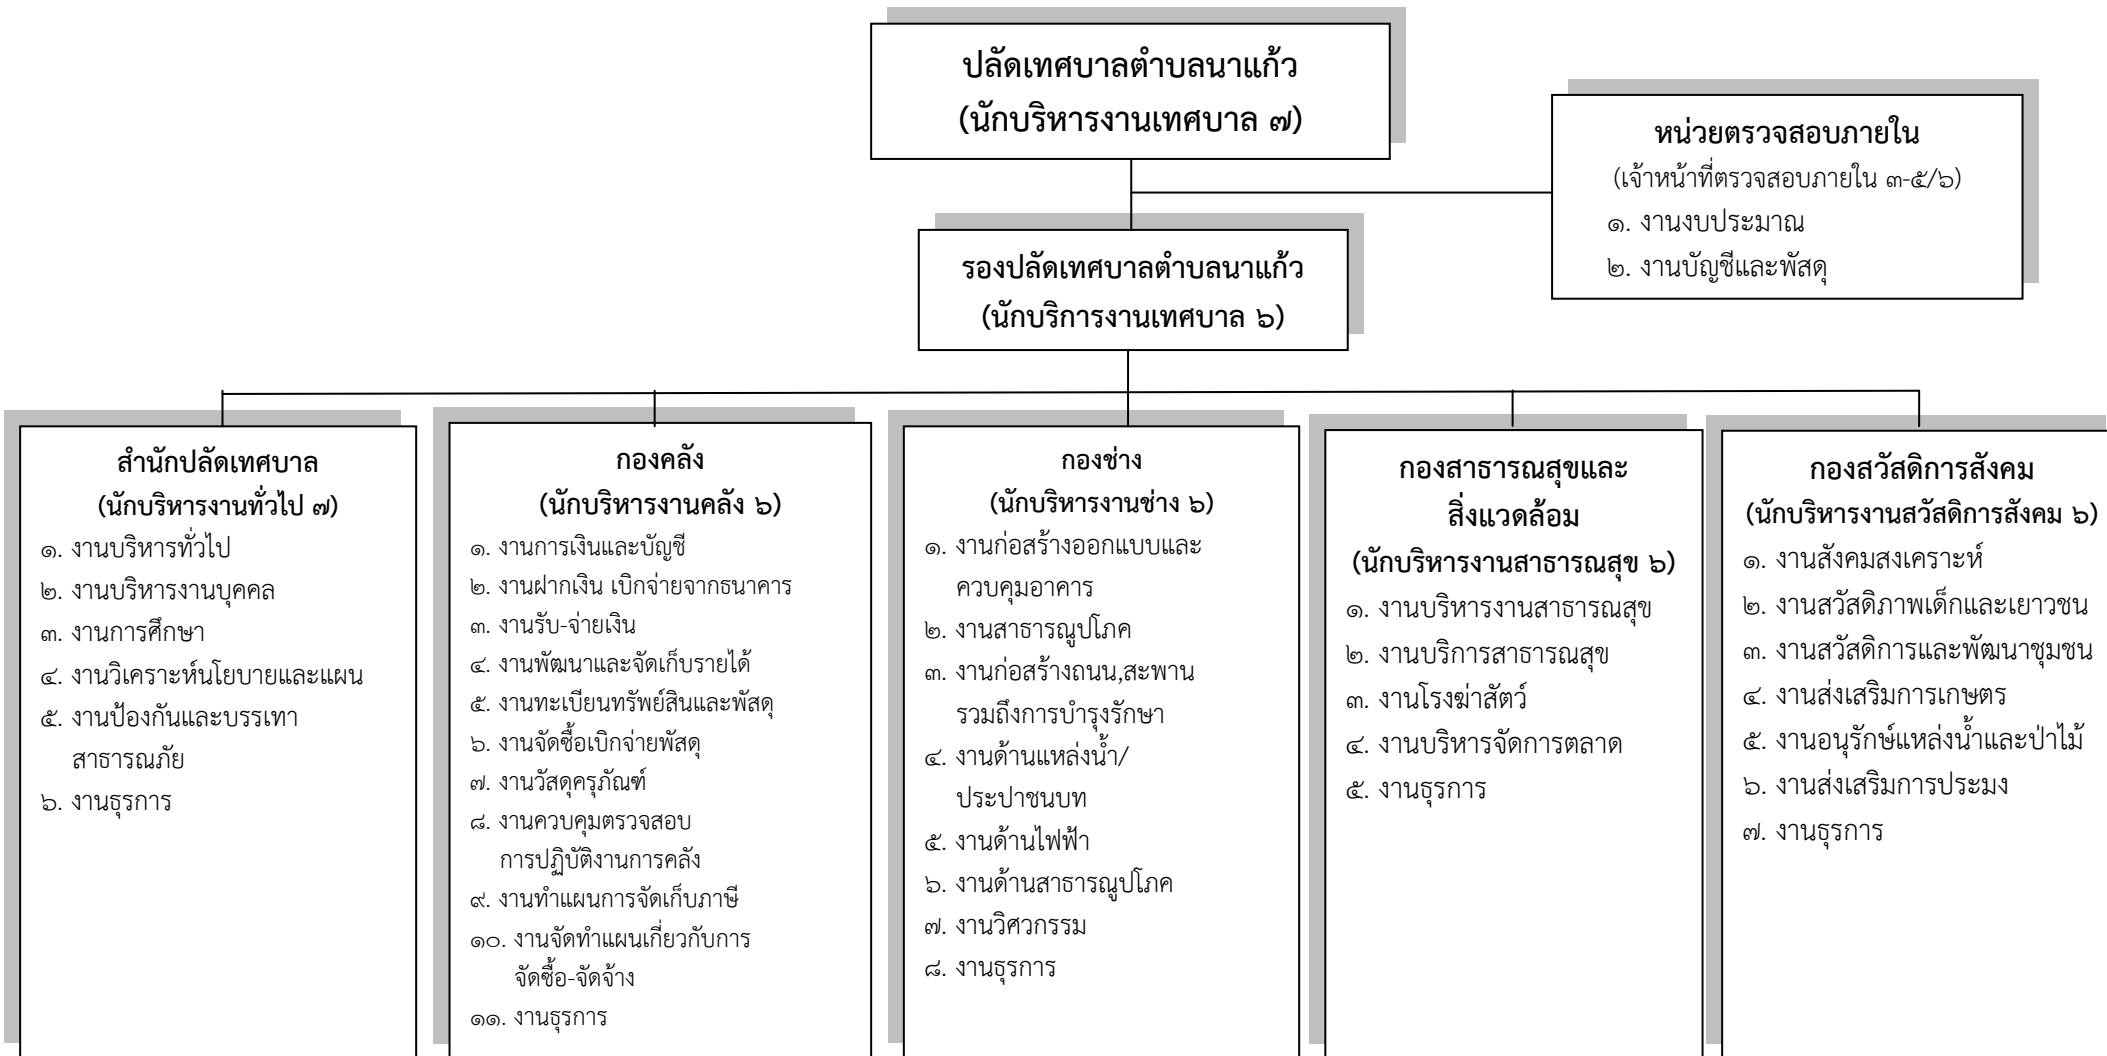 ปลัดเทศบาลตำบลนาแก้ว
(นักบริหารงานเทศบาล ๗)
หน่วยตรวจสอบภายใน
(เจ้าหน้าที่ตรวจสอบภายใน ๓-๕/๖)
๑. งานงบประมาณ
๒. งานบัญชีและพัสดุ
รองปลัดเทศบาลตำบลนาแก้ว
(นักบริการงานเทศบาล ๖)
สำนักปลัดเทศบาล
(นักบริหารงานทั่วไป ๗)
๑. งานบริหารทั่วไป
๒. งานบริหารงานบุคคล
๓. งานการศึกษา
๔. งานวิเคราะห์นโยบายและแผน
๕. งานป้องกันและบรรเทา
สาธารณภัย
๖. งานธุรการ
กองคลัง
(นักบริหารงานคลัง ๖)
๑. งานการเงินและบัญชี
๒. งานฝากเงิน เบิกจ่ายจากธนาคาร
๓. งานรับ-จ่ายเงิน
๔. งานพัฒนาและจัดเก็บรายได้
๕. งานทะเบียนทรัพย์สินและพัสดุ
๖. งานจัดซื้อเบิกจ่ายพัสดุ
๗. งานวัสดุครุภัณฑ์
๘. งานควบคุมตรวจสอบ
การปฏิบัติงานการคลัง
๙. งานทำแผนการจัดเก็บภาษี
๑๐. งานจัดทำแผนเกี่ยวกับการ
จัดซื้อ-จัดจ้าง
๑๑. งานธุรการ
กองช่าง
(นักบริหารงานช่าง ๖)
๑. งานก่อสร้างออกแบบและ
ควบคุมอาคาร
๒. งานสาธารณูปโภค
๓. งานก่อสร้างถนน,สะพาน
รวมถึงการบำรุงรักษา
๔. งานด้านแหล่งน้ำ/
ประปาชนบท
๕. งานด้านไฟฟ้า
๖. งานด้านสาธารณูปโภค
๗. งานวิศวกรรม
๘. งานธุรการ
กองสาธารณสุขและ
สิ่งแวดล้อม
(นักบริหารงานสาธารณสุข ๖)
๑. งานบริหารงานสาธารณสุข
๒. งานบริการสาธารณสุข
๓. งานโรงฆ่าสัตว์
๔. งานบริหารจัดการตลาด
๕. งานธุรการ
กองสวัสดิการสังคม
(นักบริหารงานสวัสดิการสังคม ๖)
๑. งานสังคมสงเคราะห์
๒. งานสวัสดิภาพเด็กและเยาวชน
๓. งานสวัสดิการและพัฒนาชุมชน
๔. งานส่งเสริมการเกษตร
๕. งานอนุรักษ์แหล่งน้ำและป่าไม้
๖. งานส่งเสริมการประมง
๗. งานธุรการ